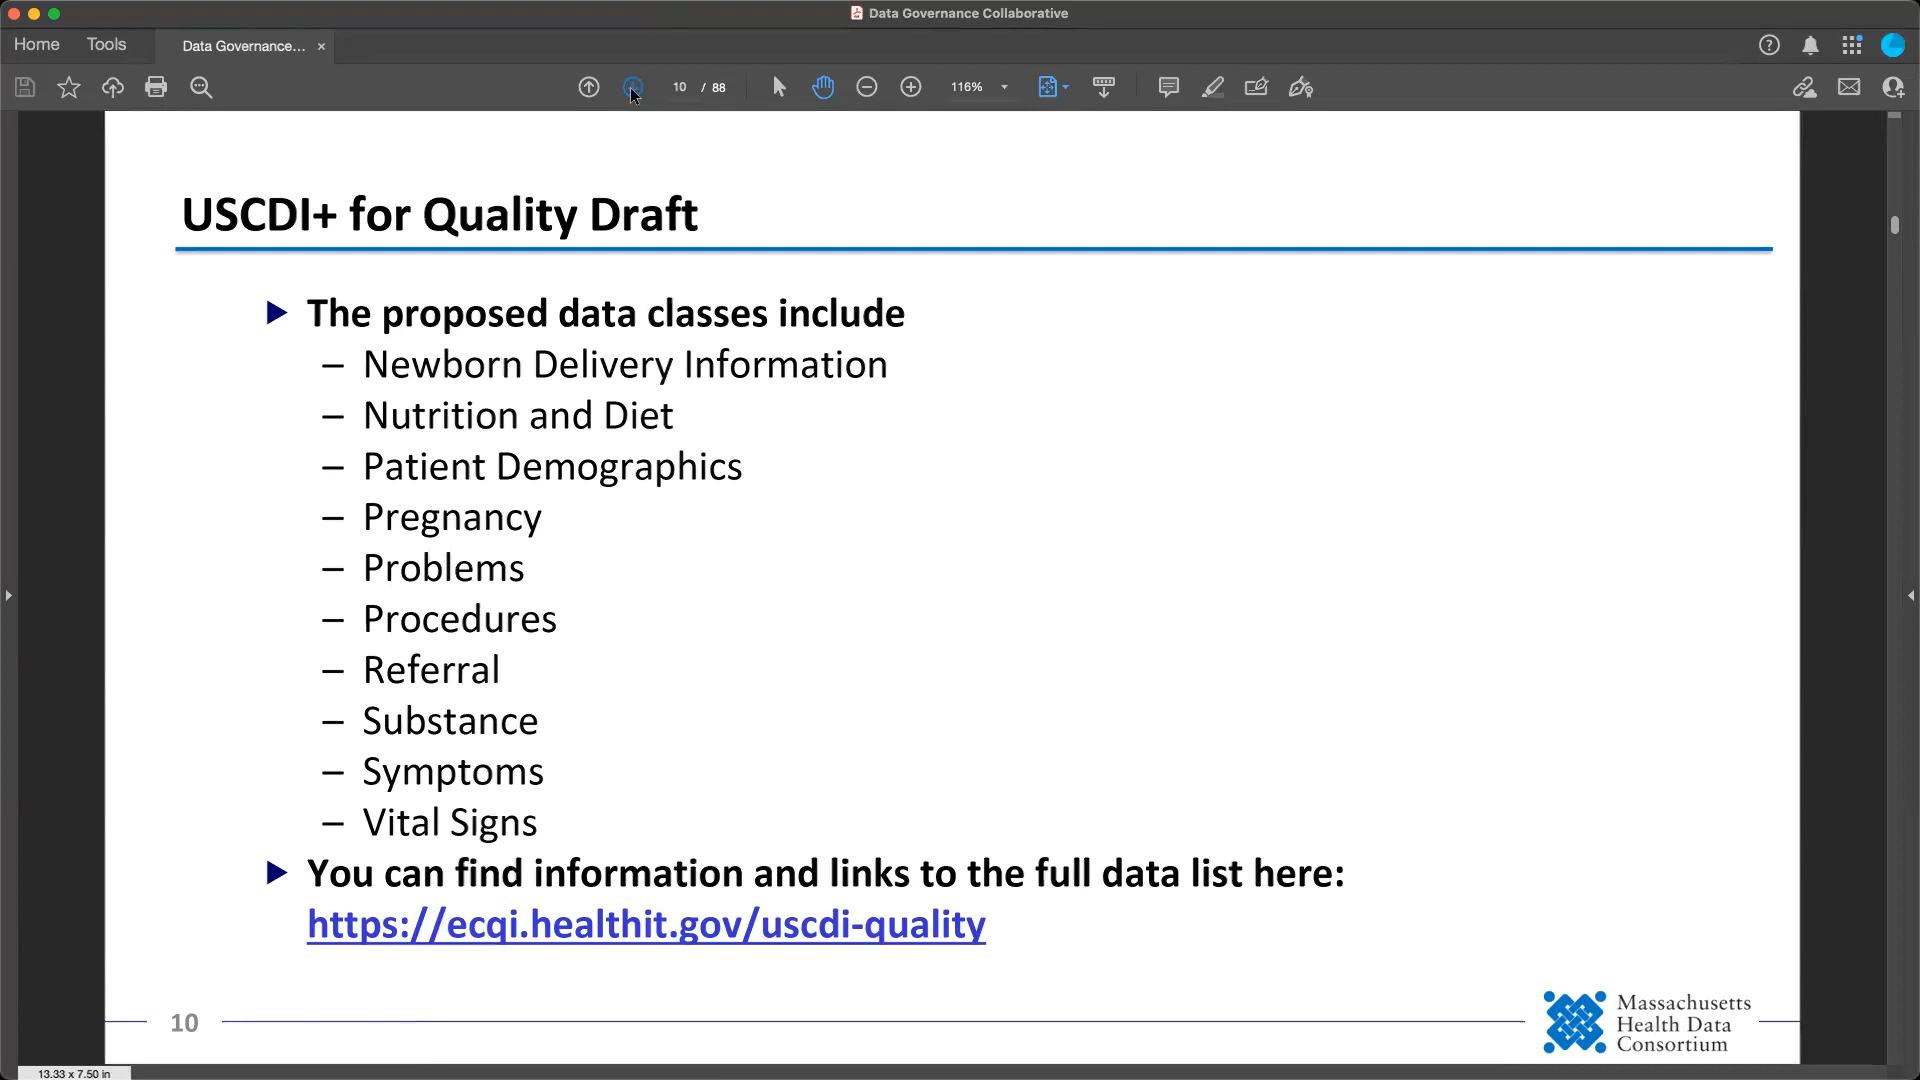 Data Governance Collaborative
Home Tools Data Governance... ×
10 / 88 116%
USCDI+ for Quality Draft
The proposed data classes include
– Newborn Delivery Information
– Nutrition and Diet
– Patient Demographics
– Pregnancy
– Problems
– Procedures
– Referral
– Substance
– Symptoms
– Vital Signs
You can find information and links to the full data list here:
https://ecqi.healthit.gov/uscdi-quality
10
Massachusetts
Health Data
Consortium
13.33 x 7.50 in